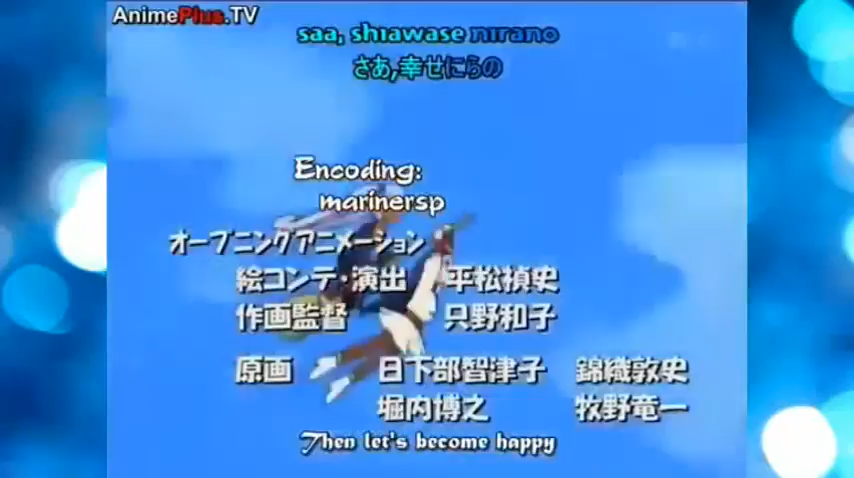 AnimePlus.TV
saa, shiawase nirano
さあ,幸せにらの
Encoding:
marinersp
オープニングアニメーション
絵コンテ・演出 平松禎史
作画監督 只野和子
原画 日下部智津子 錦織敦史
堀内博之 牧野竜一
Then let's become happy